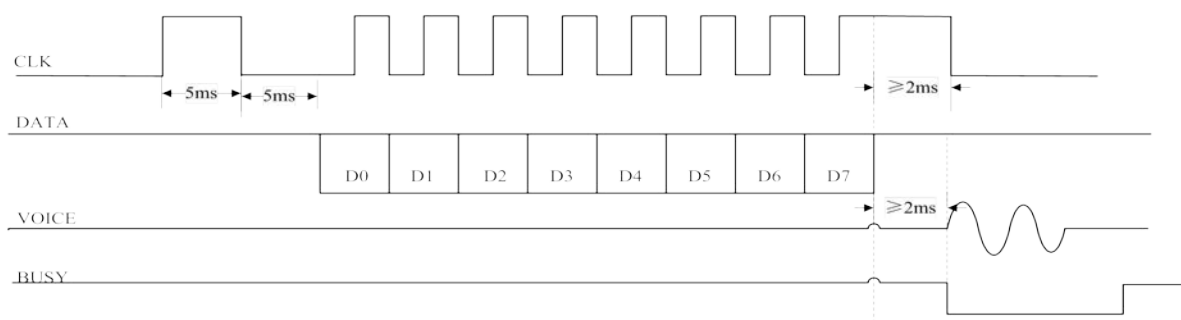 CLK
5ms 5ms ≥2ms
DATA
D0 D1 D2 D3 D4 D5 D6 D7
≥2ms
VOICE
BUSY